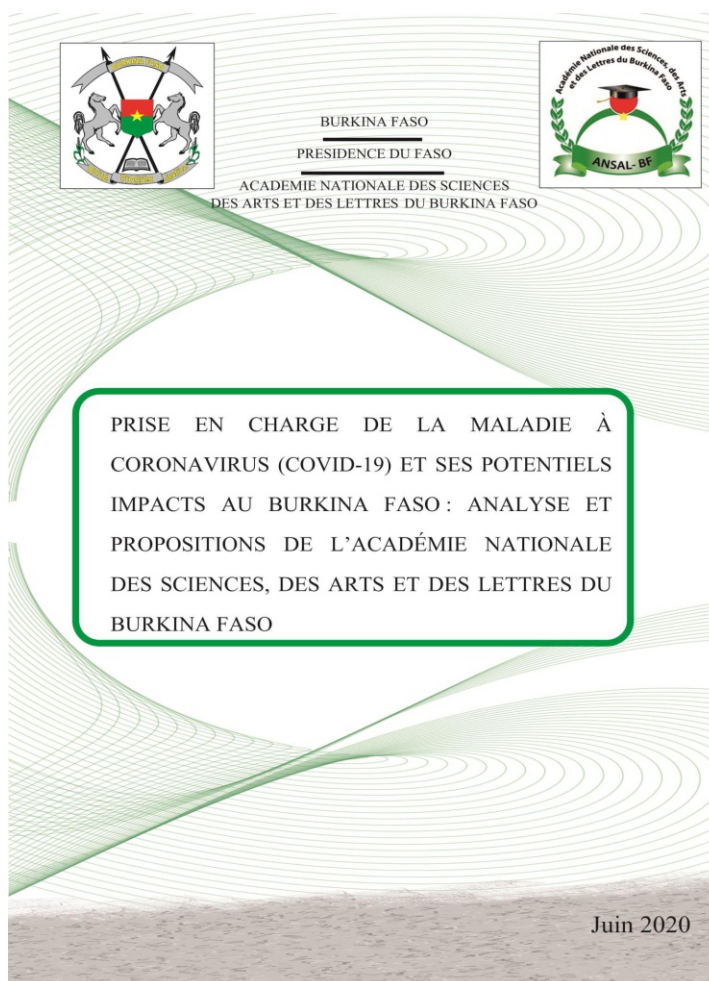 BURKINA FASO
Académie Nationale des Sciences, des Arts
et des Lettres du Burkina Faso
ANSAL- BF
BURKINA FASO
PRESIDENCE DU FASO
ACADEMIE NATIONALE DES SCIENCES
DES ARTS ET DES LETTRES DU BURKINA FASO
PRISE EN CHARGE DE LA MALADIE À
CORONAVIRUS (COVID-19) ET SES POTENTIELS
IMPACTS AU BURKINA FASO : ANALYSE ET
PROPOSITIONS DE L’ACADÉMIE NATIONALE
DES SCIENCES, DES ARTS ET DES LETTRES DU
BURKINA FASO
Juin 2020